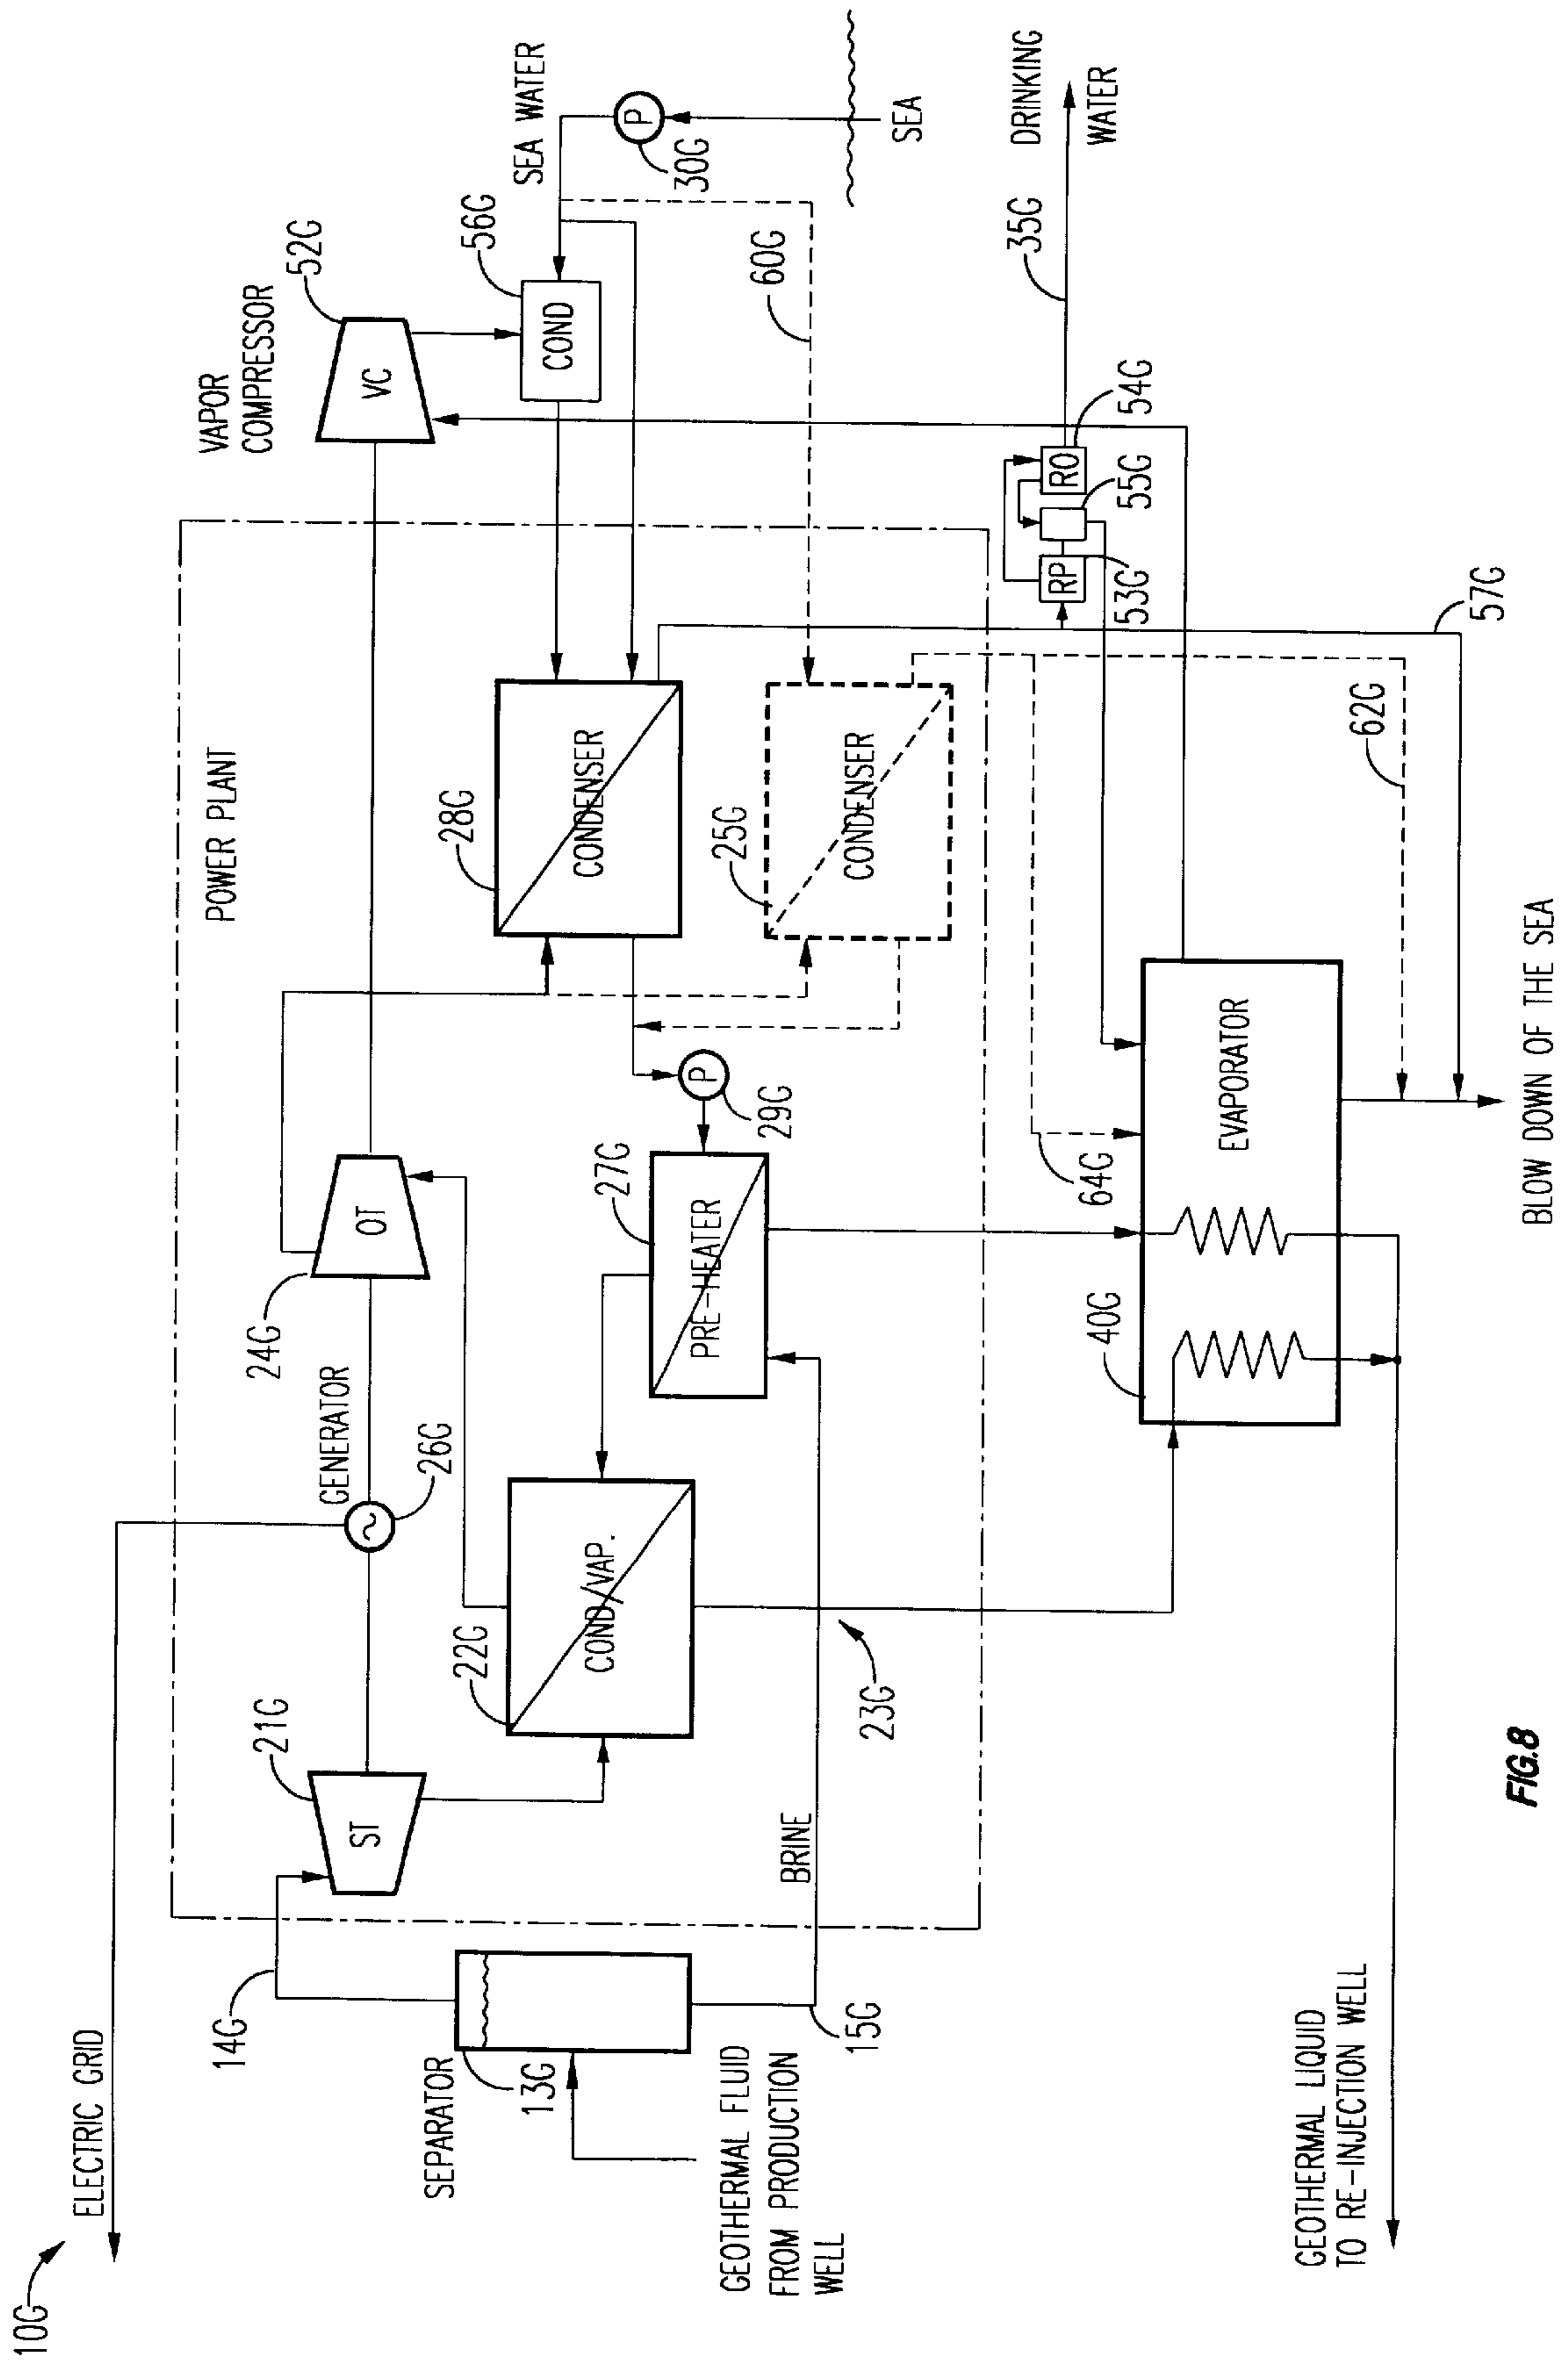 10G
ELECTRIC GRID
14G
SEPARATOR
13G
GEOTHERMAL FLUID
FROM PRODUCTION
WELL
15G
BRINE
POWER PLANT
21G
ST
GENERATOR
26G
24G
OT
22G
COND/VAP.
23G
27G
PRE-HEATER
P
29G
28G
CONDENSER
25G
CONDENSER
VAPOR
COMPRESSOR
52G
VC
56G
COND
SEA WATER
P
30G
SEA
60G
DRINKING
WATER
35G
54G
RO
55G
RP
53G
57G
62G
64G
40G
EVAPORATOR
BLOW DOWN OF THE SEA
GEOTHERMAL LIQUID
TO RE-INJECTION WELL
FIG.8